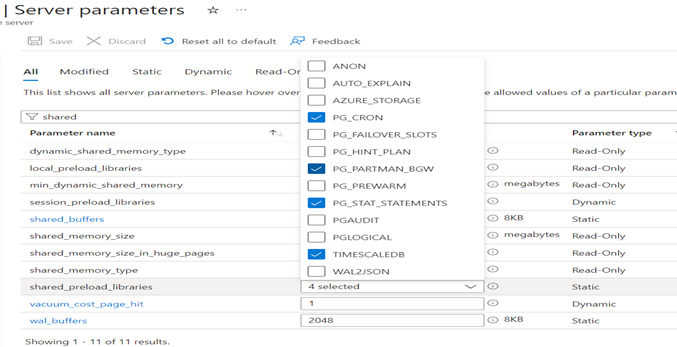 | Server parameters
e server
Save Discard Reset all to default Feedback
All Modified Static Dynamic Read-Or
This list shows all server parameters. Please hover over e allowed values of a particular param
shared
Parameter name Parameter type
ANON
AUTO_EXPLAIN
AZURE_STORAGE
PG_CRON
PG_FAILOVER_SLOTS
PG_HINT_PLAN
PG_PARTMAN_BGW
PG_PREWARM
PG_STAT_STATEMENTS
PGAUDIT
PGLOGICAL
TIMESCALEDB
WAL2JSON
dynamic_shared_memory_type Read-Only
local_preload_libraries Read-Only
min_dynamic_shared_memory megabytes Read-Only
session_preload_libraries Dynamic
shared_buffers 8KB Static
shared_memory_size megabytes Read-Only
shared_memory_size_in_huge_pages Read-Only
shared_memory_type Read-Only
shared_preload_libraries 4 selected Static
vacuum_cost_page_hit 1 Dynamic
wal_buffers 2048 8KB Static
Showing 1 - 11 of 11 results.